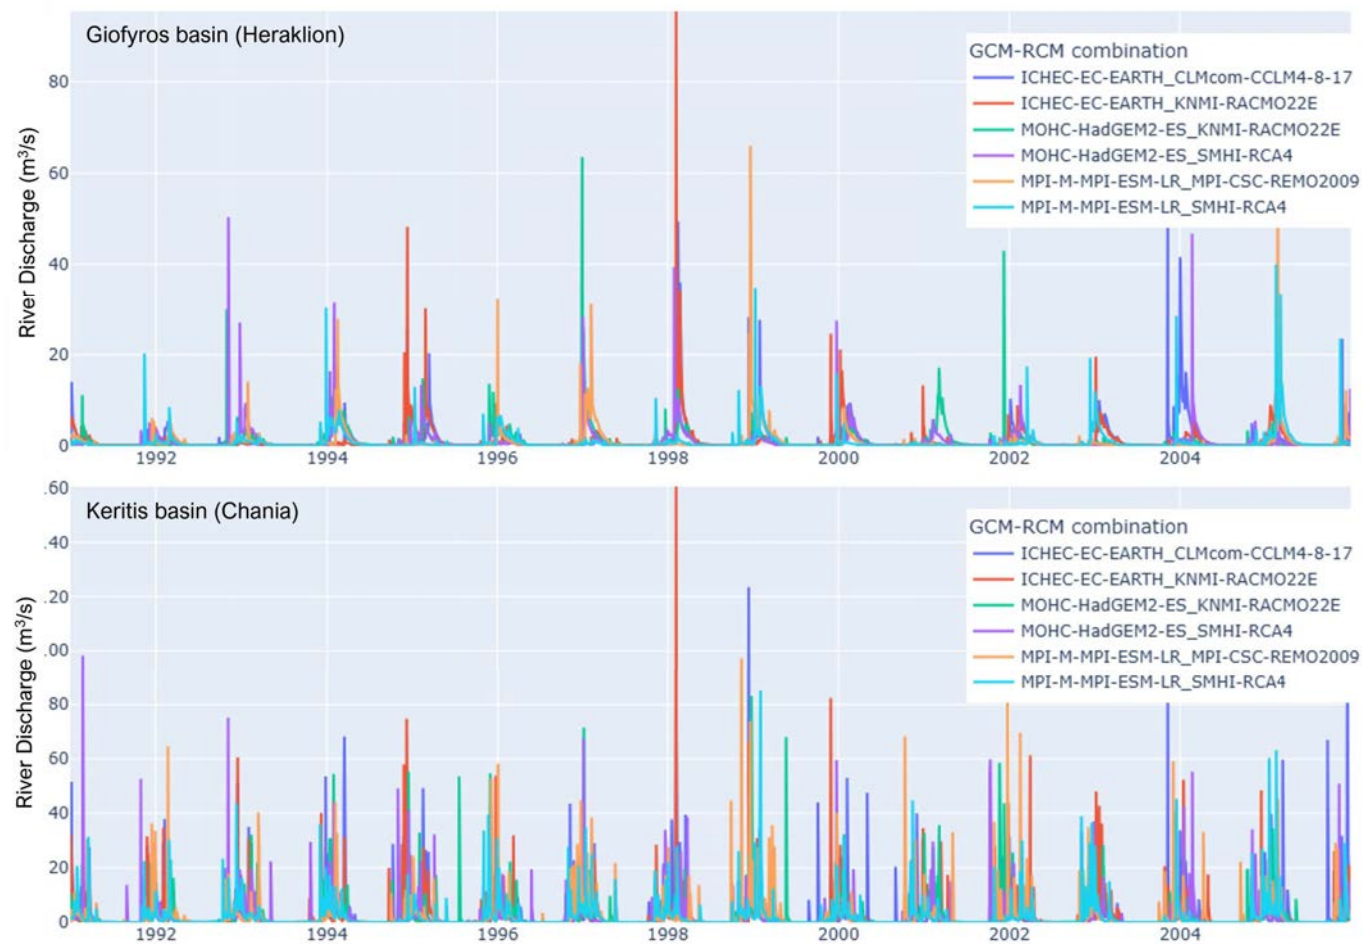 Giofyros basin (Heraklion)
GCM-RCM combination
ICHEC-EC-EARTH_CLMcom-CCLM4-8-17
ICHEC-EC-EARTH_KNMI-RACMO22E
MOHC-HadGEM2-ES_KNMI-RACMO22E
MOHC-HadGEM2-ES_SMHI-RCA4
MPI-M-MPI-ESM-LR_MPI-CSC-REMO2009
MPI-M-MPI-ESM-LR_SMHI-RCA4
River Discharge (m³/s)
80
60
40
20
0
1992 1994 1996 1998 2000 2002 2004
Keritis basin (Chania)
GCM-RCM combination
ICHEC-EC-EARTH_CLMcom-CCLM4-8-17
ICHEC-EC-EARTH_KNMI-RACMO22E
MOHC-HadGEM2-ES_KNMI-RACMO22E
MOHC-HadGEM2-ES_SMHI-RCA4
MPI-M-MPI-ESM-LR_MPI-CSC-REMO2009
MPI-M-MPI-ESM-LR_SMHI-RCA4
River Discharge (m³/s)
.60
.40
.20
.00
80
60
40
20
0
1992 1994 1996 1998 2000 2002 2004